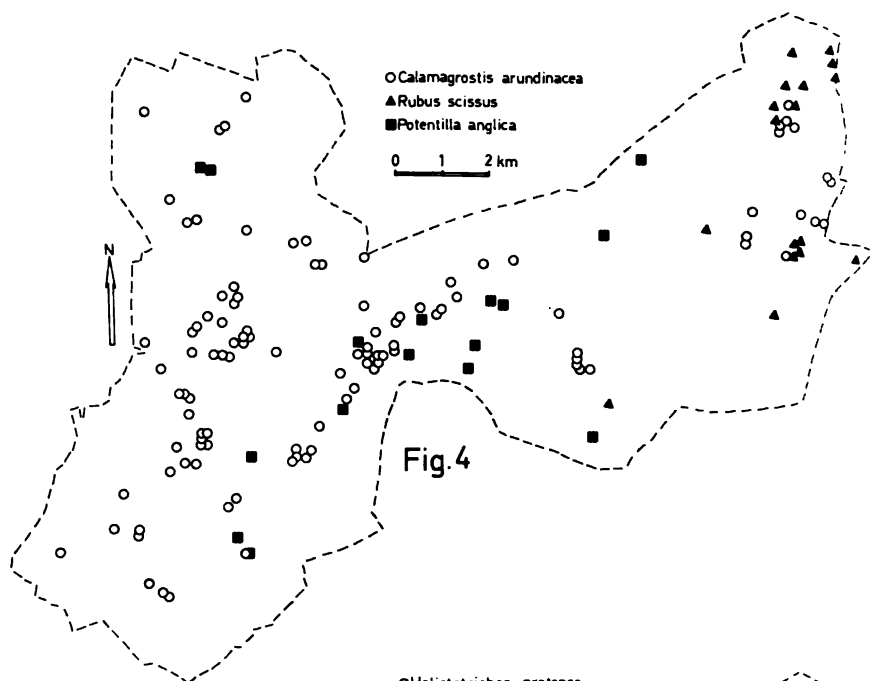 Calamagrostis arundinacea
Rubus scissus
Potentilla anglica
0 1 2 km
N
Fig.4